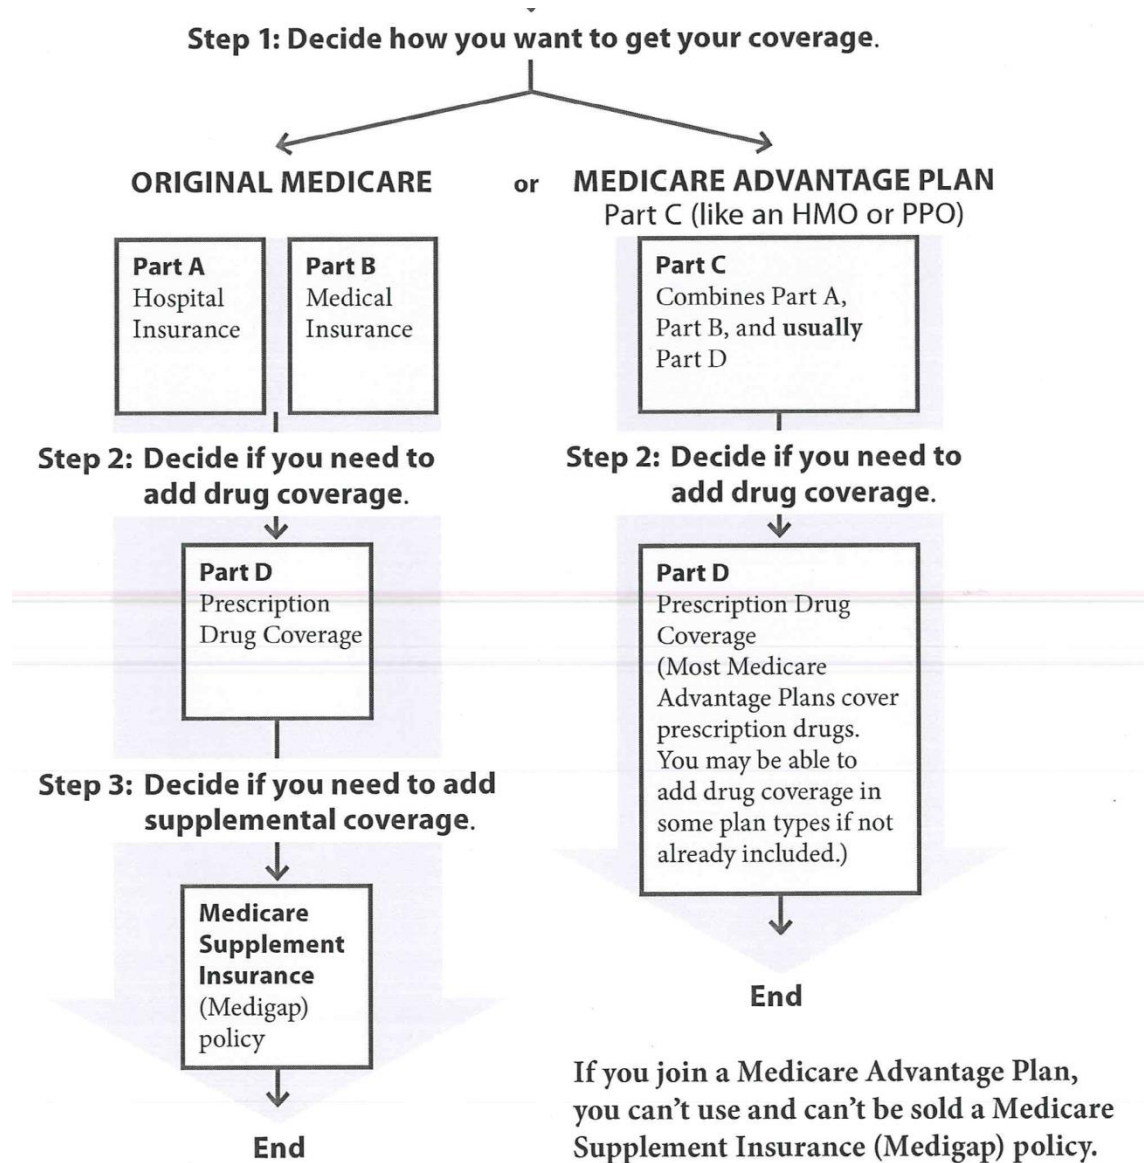 Step 1: Decide how you want to get your coverage.
ORIGINAL MEDICARE or MEDICARE ADVANTAGE PLAN
Part C (like an HMO or PPO)
Part A
Hospital
Insurance
Part B
Medical
Insurance
Part C
Combines Part A,
Part B, and usually
Part D
Step 2: Decide if you need to
add drug coverage.
Part D
Prescription
Drug Coverage
Step 3: Decide if you need to add
supplemental coverage.
Medicare
Supplement
Insurance
(Medigap)
policy
End
Step 2: Decide if you need to
add drug coverage.
Part D
Prescription Drug
Coverage
(Most Medicare
Advantage Plans cover
prescription drugs.
You may be able to
add drug coverage in
some plan types if not
already included.)
End
If you join a Medicare Advantage Plan,
you can't use and can't be sold a Medicare
Supplement Insurance (Medigap) policy.